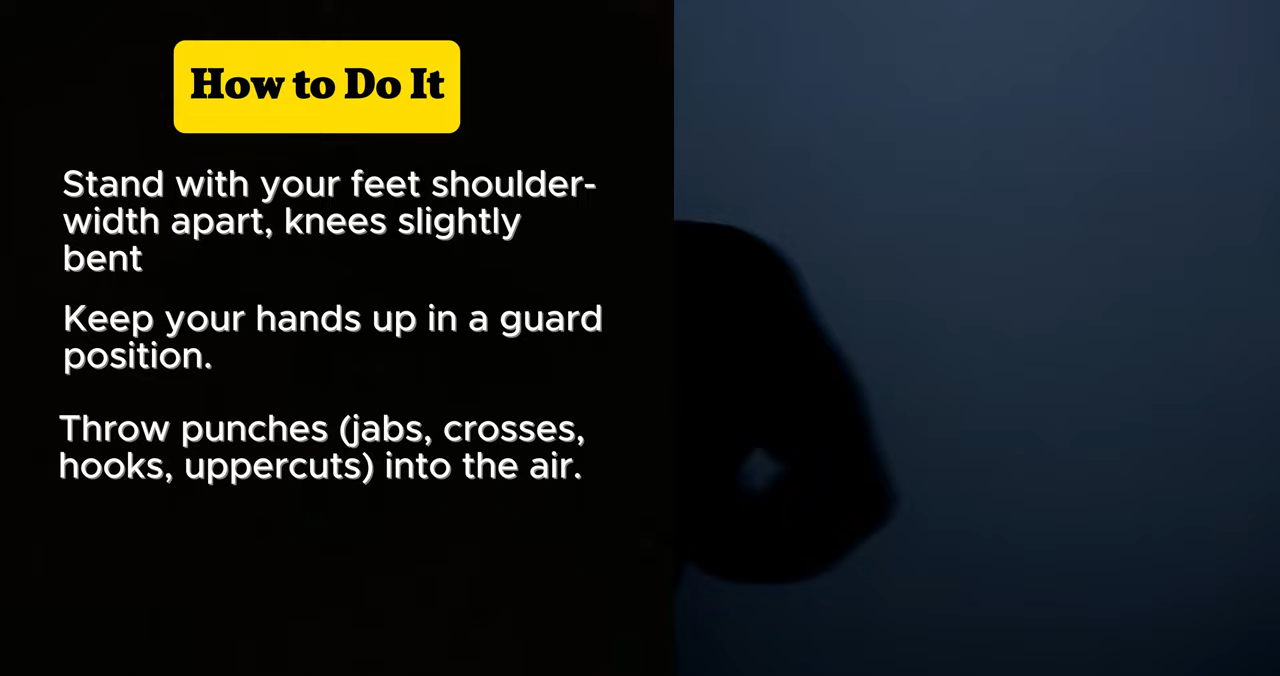 How to Do It
Stand with your feet shoulder-
width apart, knees slightly
bent
Keep your hands up in a guard
position.
Throw punches (jabs, crosses,
hooks, uppercuts) into the air.